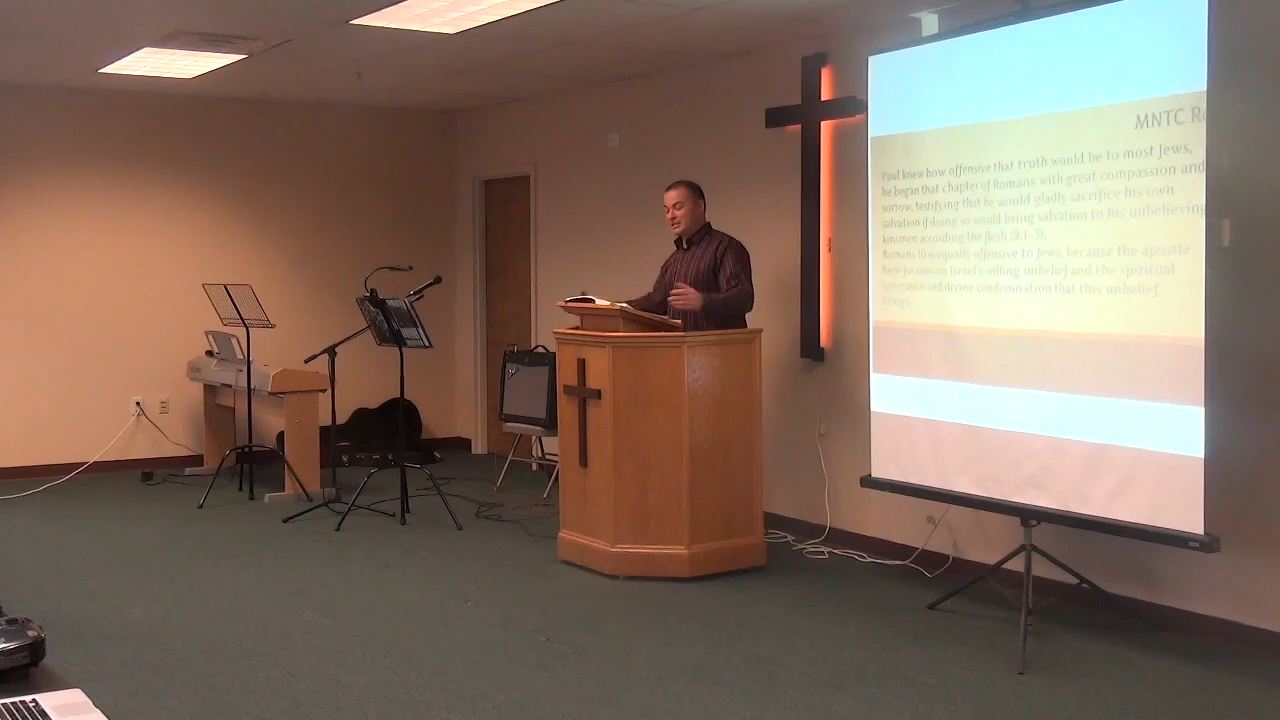 MNTC
Paul knew how offensive that truth would be to most Jews,
he began that chapter of Romans with great compassion and
sorrow, testifying that he would gladly sacrifice his own
salvation if doing so would bring salvation to his unbelieving
kinsmen according the flesh (9:1-3).
Romans 10 is equally offensive to Jews, because the apostle
here focuses on Israel's willing unbelief and the spiritual
ignorance and divine condemnation that this unbelief
brings.